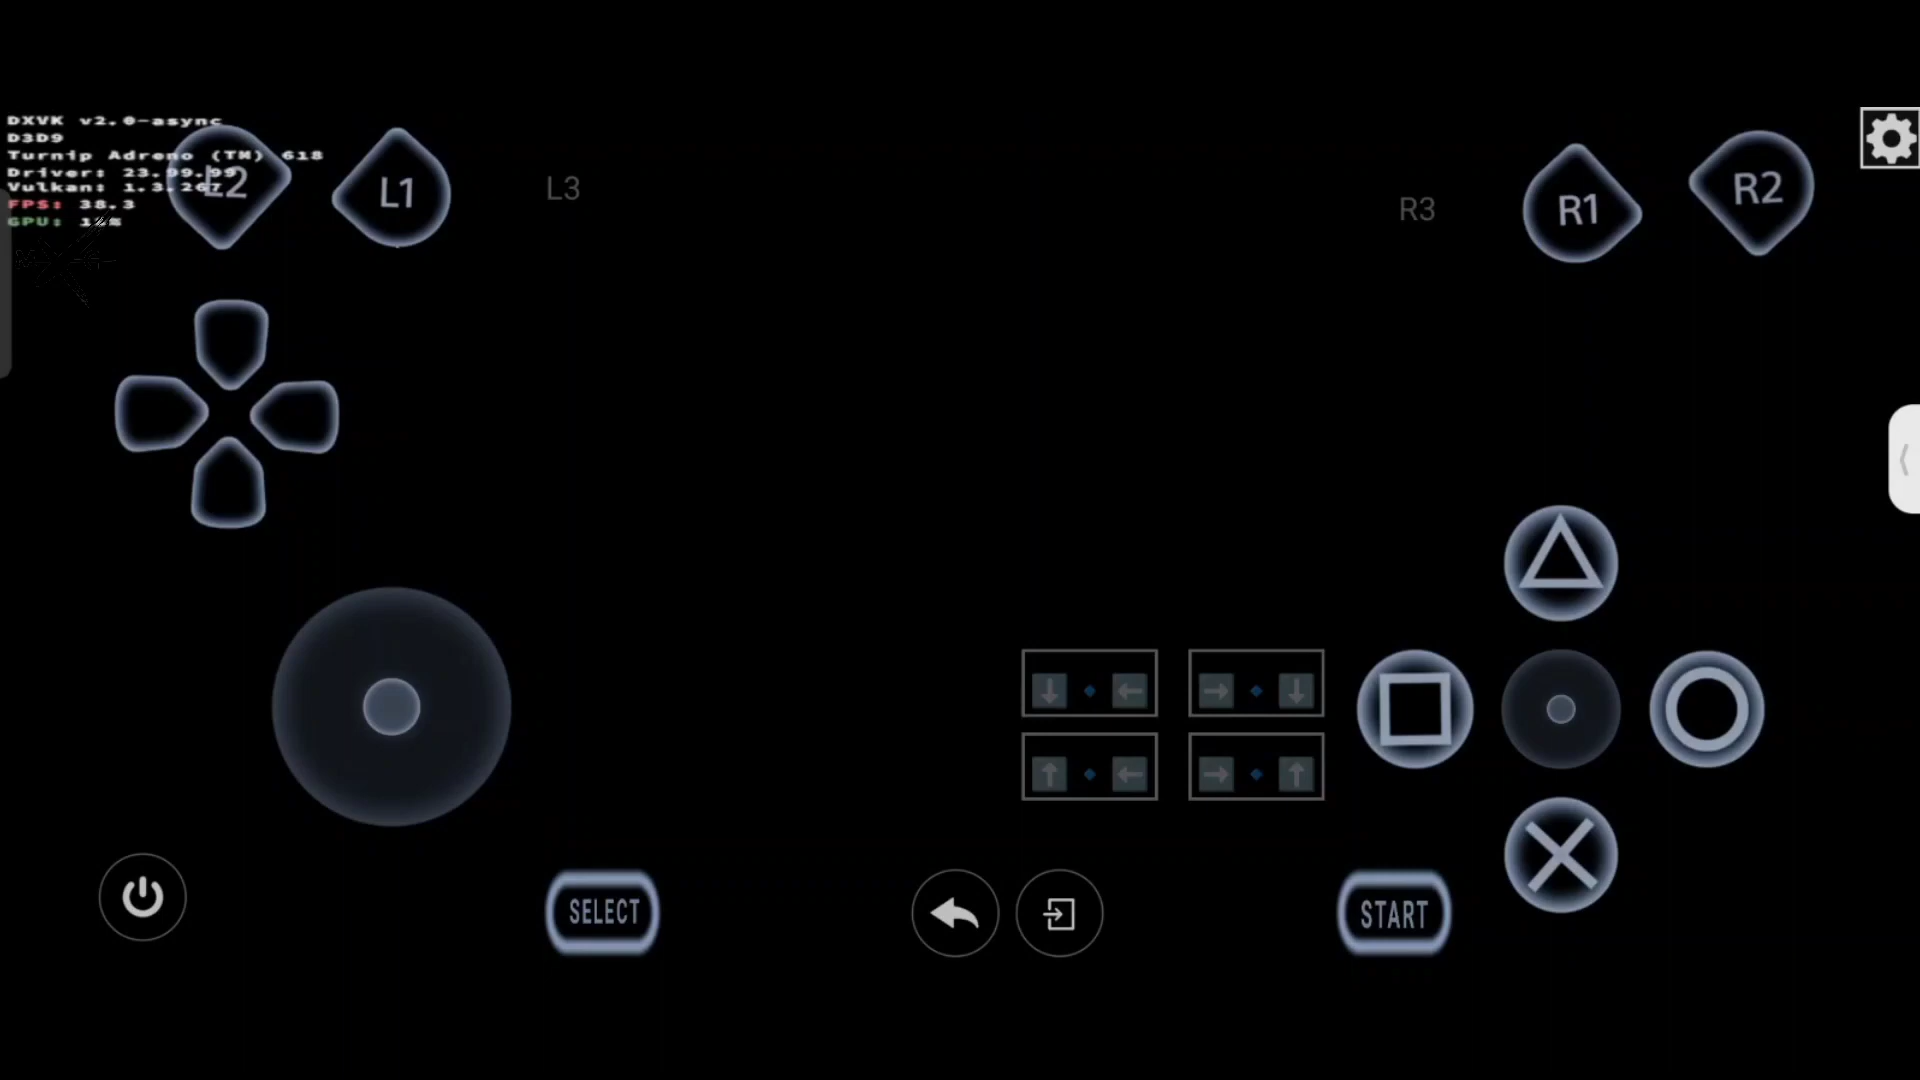 DXVK v2.0-async
D3D9
Turnip Adreno (TM) 618
Driver: 23.99.99
Vulkan: 1.3.267
FPS: 38.3
GPU:
L2
L1
L3
R3
R1
R2
SELECT
START